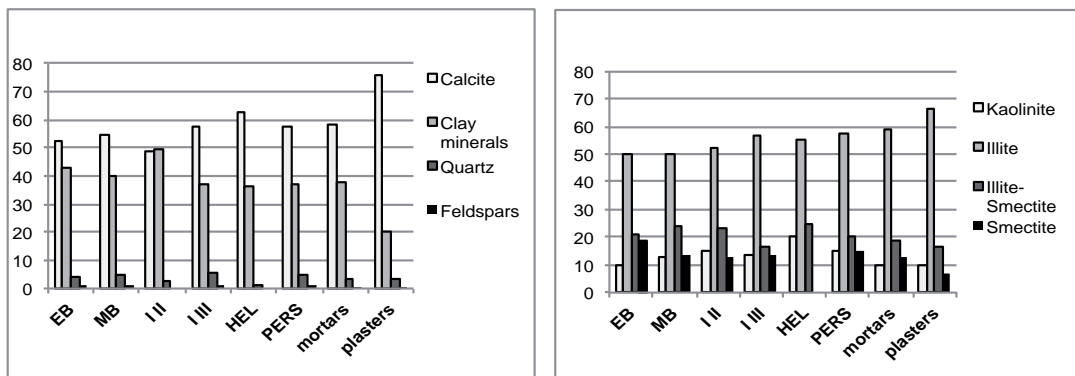 80
70
60
50
40
30
20
10
0
EB
MB
I II
I III
HEL
PERS
mortars
plasters
Calcite
Clay
minerals
Quartz
Feldspars
80
70
60
50
40
30
20
10
0
EB
MB
I II
I III
HEL
PERS
mortars
plasters
Kaolinite
Illite
Illite-
Smectite
Smectite